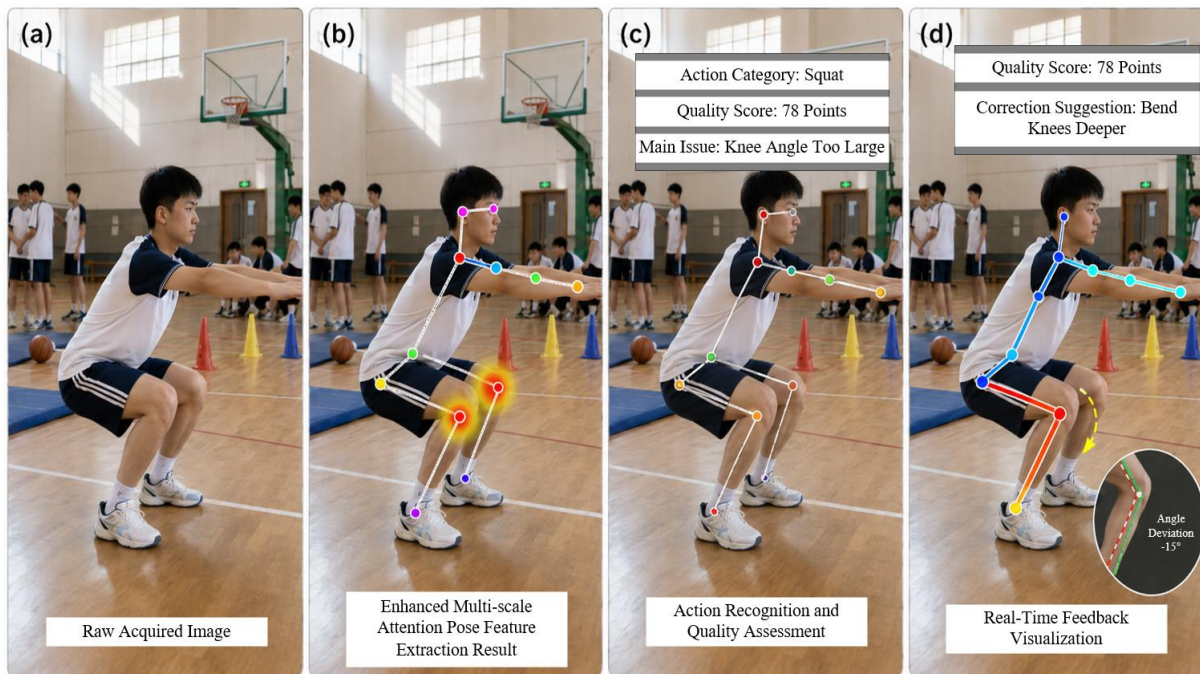 (a)
Raw Acquired Image
(b)
Enhanced Multi-scale
Attention Pose Feature
Extraction Result
(c)
Action Category: Squat
Quality Score: 78 Points
Main Issue: Knee Angle Too Large
Action Recognition and
Quality Assessment
(d)
Quality Score: 78 Points
Correction Suggestion: Bend
Knees Deeper
Angle
Deviation
-15°
Real-Time Feedback
Visualization